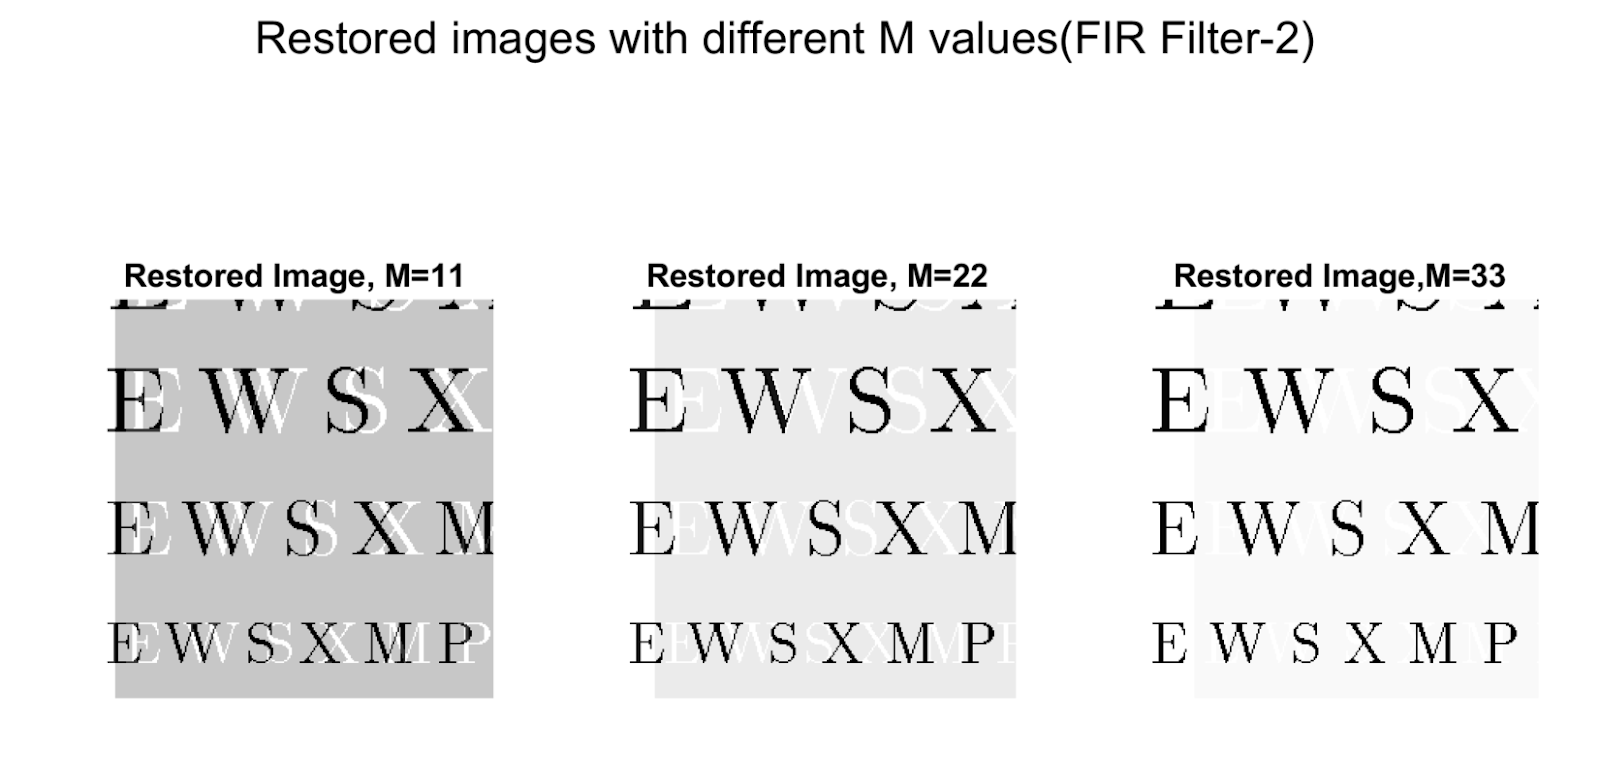 Restored images with different M values(FIR Filter-2)
Restored Image, M=11
E W S X
E W S X M
E W S X M P
Restored Image, M=22
E W S X
E W S X M
E W S X M P
Restored Image,M=33
E W S X
E W S X M
E W S X M P